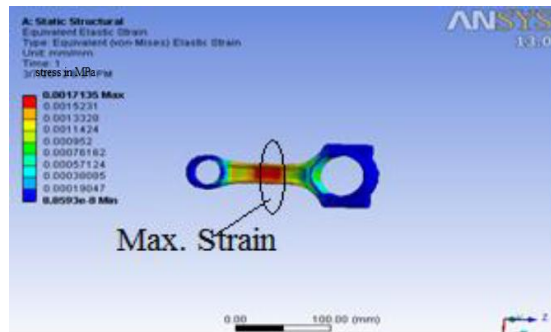 A: Static Structural
Equivalent Elastic Strain
Type: Equivalent (von-Mises) Elastic Strain
Unit: mm/mm
Time: 1
stress in MPa
0.0017135 Max
0.0015231
0.0013328
0.0011424
0.000952
0.00076162
0.00057124
0.00038085
0.00019047
8.8593e-8 Min
ANSYS
13.0
Max. Strain
0.00
100.00 (mm)
Z